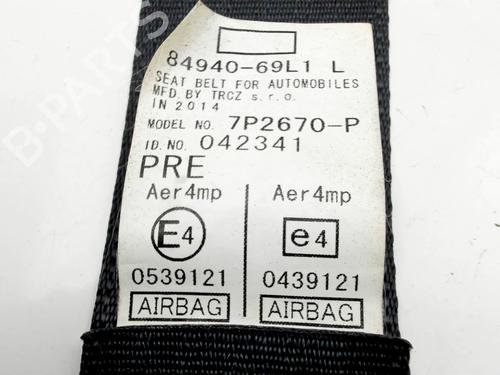 84940-69L1 L
SEAT BELT FOR AUTOMOBILES
MFD. BY TRCZ s.r.o.
IN 2014
MODEL NO. 7P2670-P
ID.NO. 042341
PRE
Aer4mp Aer4mp
E4 e4
0539121 0439121
AIRBAG AIRBAG
B-PARTS